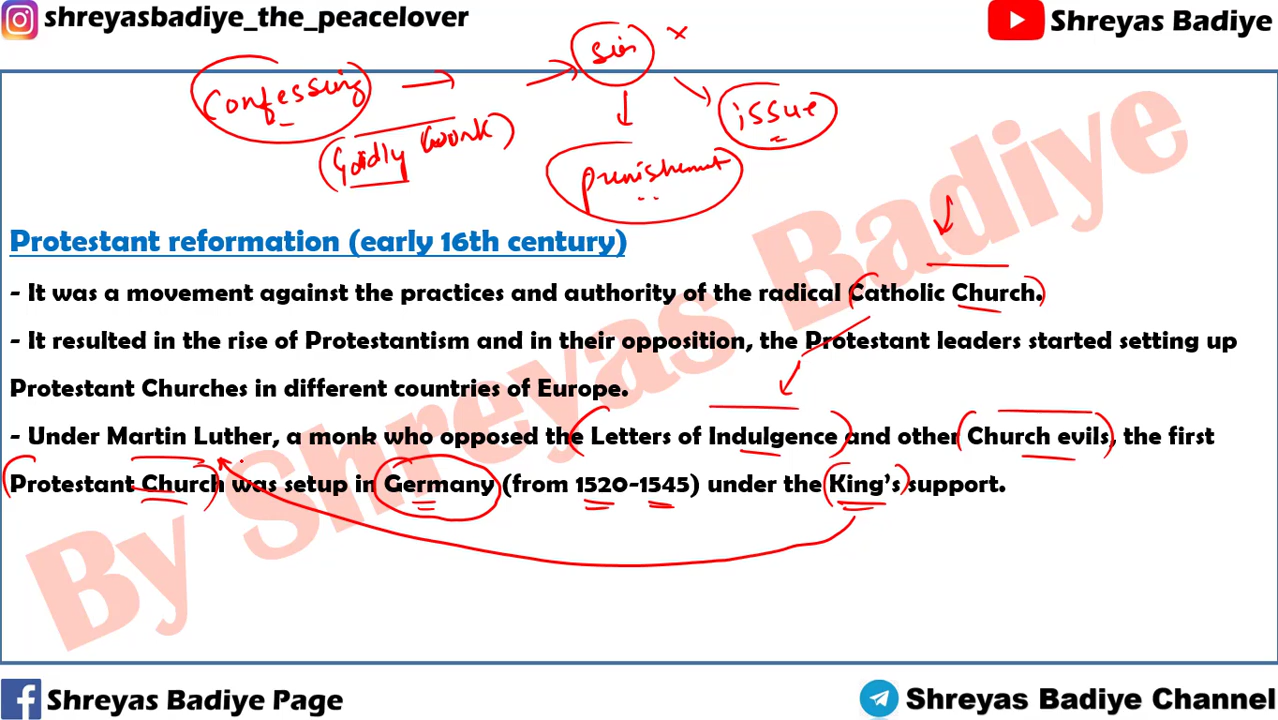 shreyasbadiye_the_peacelover
Shreyas Badiye
sin x
Confessing
issue
(Godly work)
punishemut
Protestant reformation (early 16th century)
- It was a movement against the practices and authority of the radical Catholic Church.
- It resulted in the rise of Protestantism and in their opposition, the Protestant leaders started setting up
Protestant Churches in different countries of Europe.
- Under Martin Luther, a monk who opposed the Letters of Indulgence and other Church evils, the first
Protestant Church was setup in Germany (from 1520-1545) under the King's support.
By Shreyas Badiye
Shreyas Badiye Page
Shreyas Badiye Channel